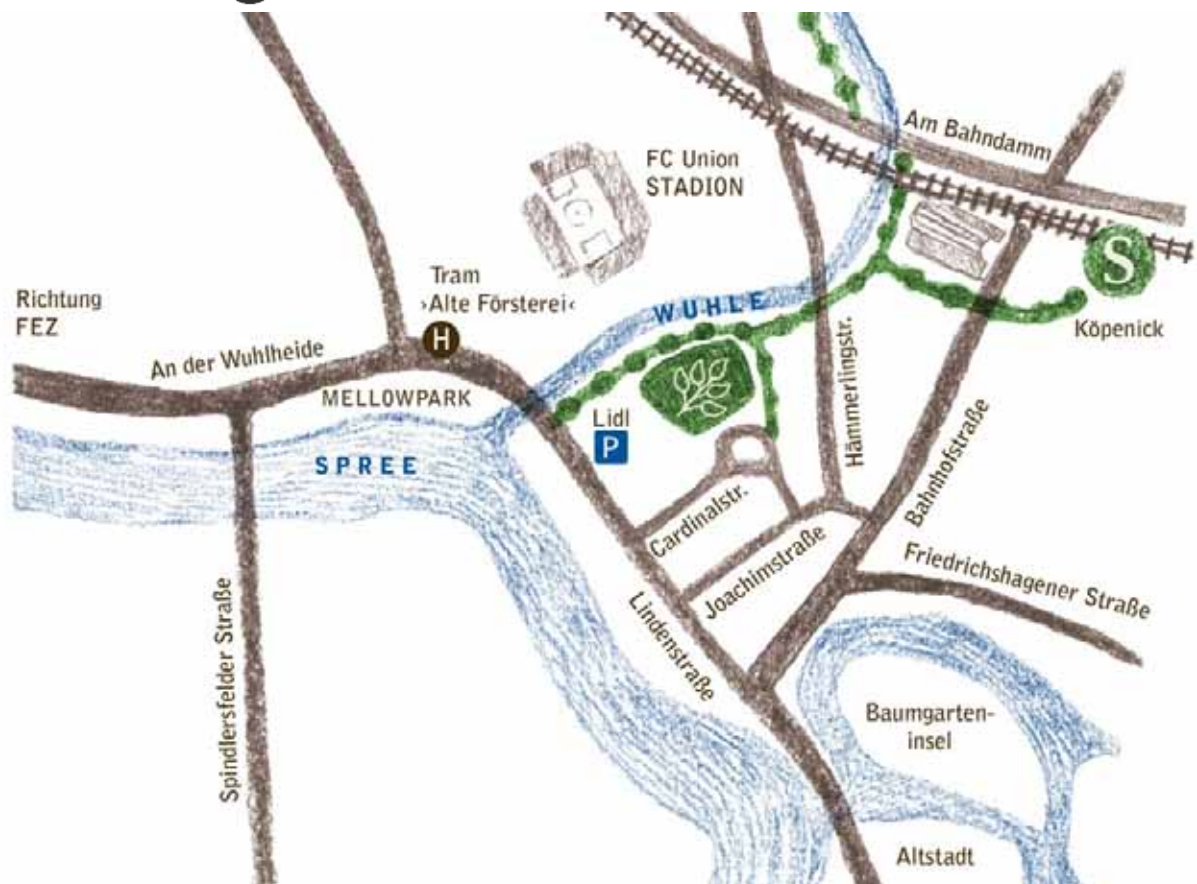 Am Bahndamm
FC Union
STADION
S
Köpenick
Tram
›Alte Försterei‹
H
Richtung
FEZ
WUHLE
An der Wuhlheide
MELLOWPARK
Lidl
P
SPREE
Hämmerlingstr.
Bahnhofstraße
Cardinalstr.
Joachimstraße
Friedrichshagener Straße
Lindenstraße
Spindlersfelder Straße
Baumgarten-
insel
Altstadt